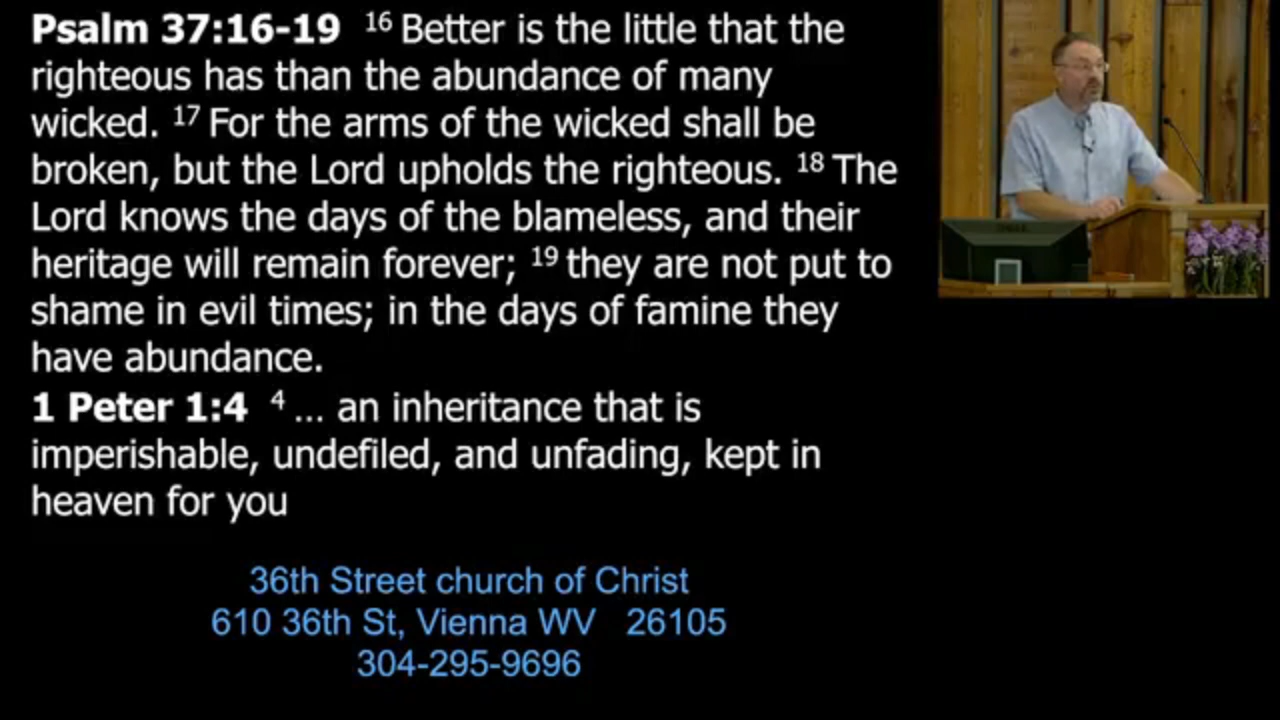 Psalm 37:16-19 16 Better is the little that the
righteous has than the abundance of many
wicked. 17 For the arms of the wicked shall be
broken, but the Lord upholds the righteous. 18 The
Lord knows the days of the blameless, and their
heritage will remain forever; 19 they are not put to
shame in evil times; in the days of famine they
have abundance.
1 Peter 1:4 4 ... an inheritance that is
imperishable, undefiled, and unfading, kept in
heaven for you
36th Street church of Christ
610 36th St, Vienna WV 26105
304-295-9696
DELL